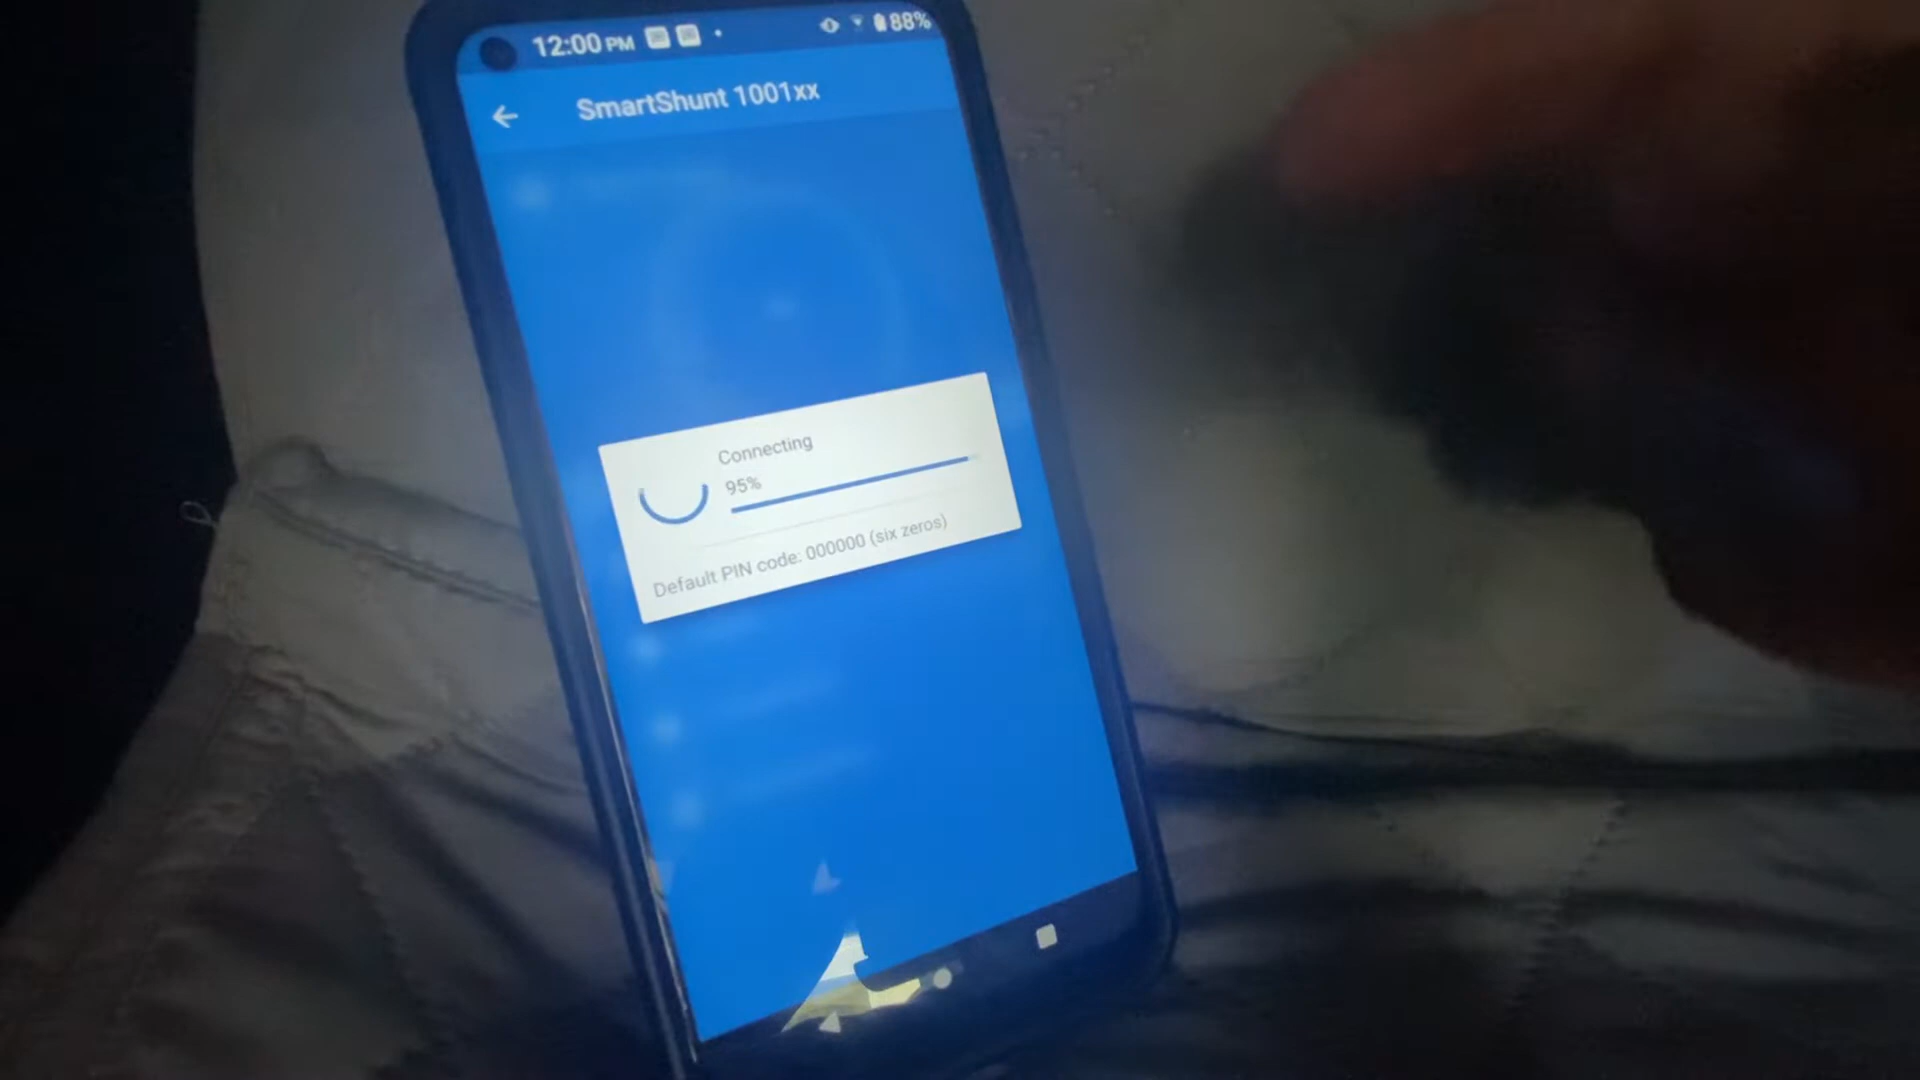 12:00 PM
88%
SmartShunt 1001xx
Connecting
95%
Default PIN code: 000000 (six zeros)